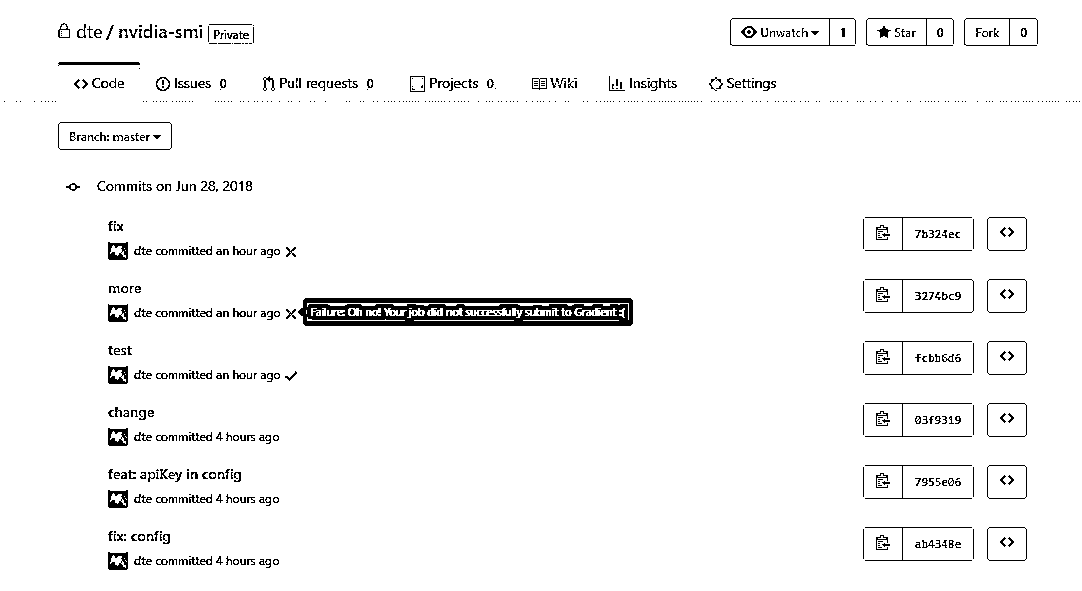 dte / nvidia-smi Private Unwatch 1 Star 0 Fork 0
Code Issues 0 Pull requests 0 Projects 0 Wiki Insights Settings
Branch: master
Commits on Jun 28, 2018
fix
dte committed an hour ago
7b324ec
more
dte committed an hour ago
Failure: Oh no! Your job did not successfully submit to Gradient :(
3274bc9
test
dte committed an hour ago
fcbb6d6
change
dte committed 4 hours ago
03f9319
feat: apiKey in config
dte committed 4 hours ago
7955e06
fix: config
dte committed 4 hours ago
ab4348e